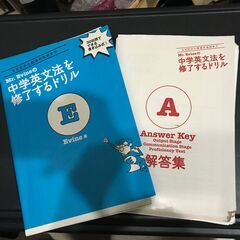 Mr. Evineの
中学英文法を
修了するドリル
E
Evine 著
Mr. Evineの
中学英文法を
修了するドリル
A
Answer Key
Output Stage
Communication Stage
Proficiency Test
解答集